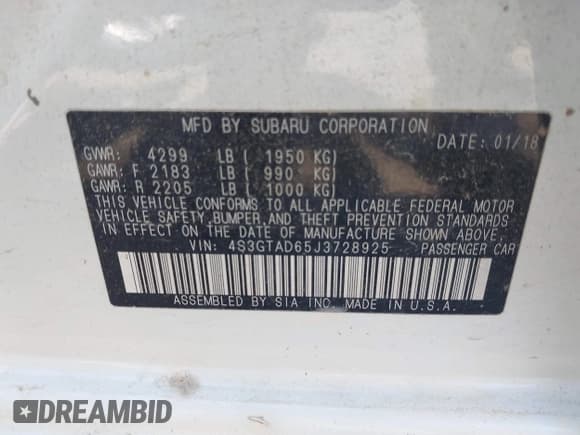 MFD BY SUBARU CORPORATION
DATE: 01/18
GVWR: 4299 LB ( 1950 KG)
GAWR: F 2183 LB ( 990 KG)
GAWR: R 2205 LB ( 1000 KG)
THIS VEHICLE CONFORMS TO ALL APPLICABLE FEDERAL MOTOR
VEHICLE SAFETY, BUMPER, AND THEFT PREVENTION STANDARDS
IN EFFECT ON THE DATE OF MANUFACTURE SHOWN ABOVE.
VIN: 4S3GTAD65J3728925 PASSENGER CAR
ASSEMBLED BY SIA INC. MADE IN U.S.A.
DREAMBID